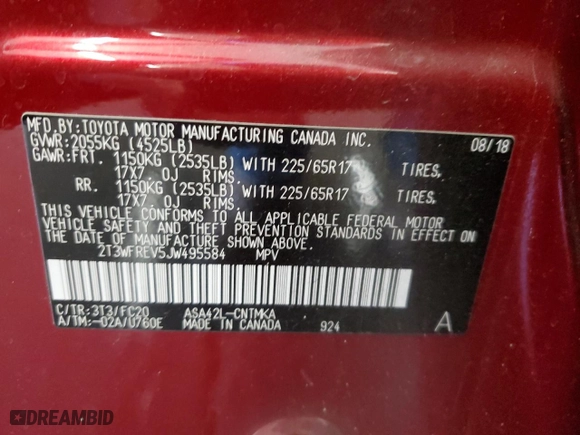 MFD.BY:TOYOTA MOTOR MANUFACTURING CANADA INC. 08/18
GVWR:2055KG (4525LB)
GAWR:FRT. 1150KG (2535LB) WITH 225/65R17 TIRES,
17X7 0J RIMS.
RR. 1150KG (2535LB) WITH 225/65R17 TIRES,
17X7 0J RIMS.
THIS VEHICLE CONFORMS TO ALL APPLICABLE FEDERAL MOTOR
VEHICLE SAFETY AND THEFT PREVENTION STANDARDS IN EFFECT ON
THE DATE OF MANUFACTURE SHOWN ABOVE.
2T3WFREV5JW495584 MPV
C/TR:3T3/FC20 ASA42L-CNTMKA
A/TM:-02A/U760E MADE IN CANADA 924 A
DREAMBID